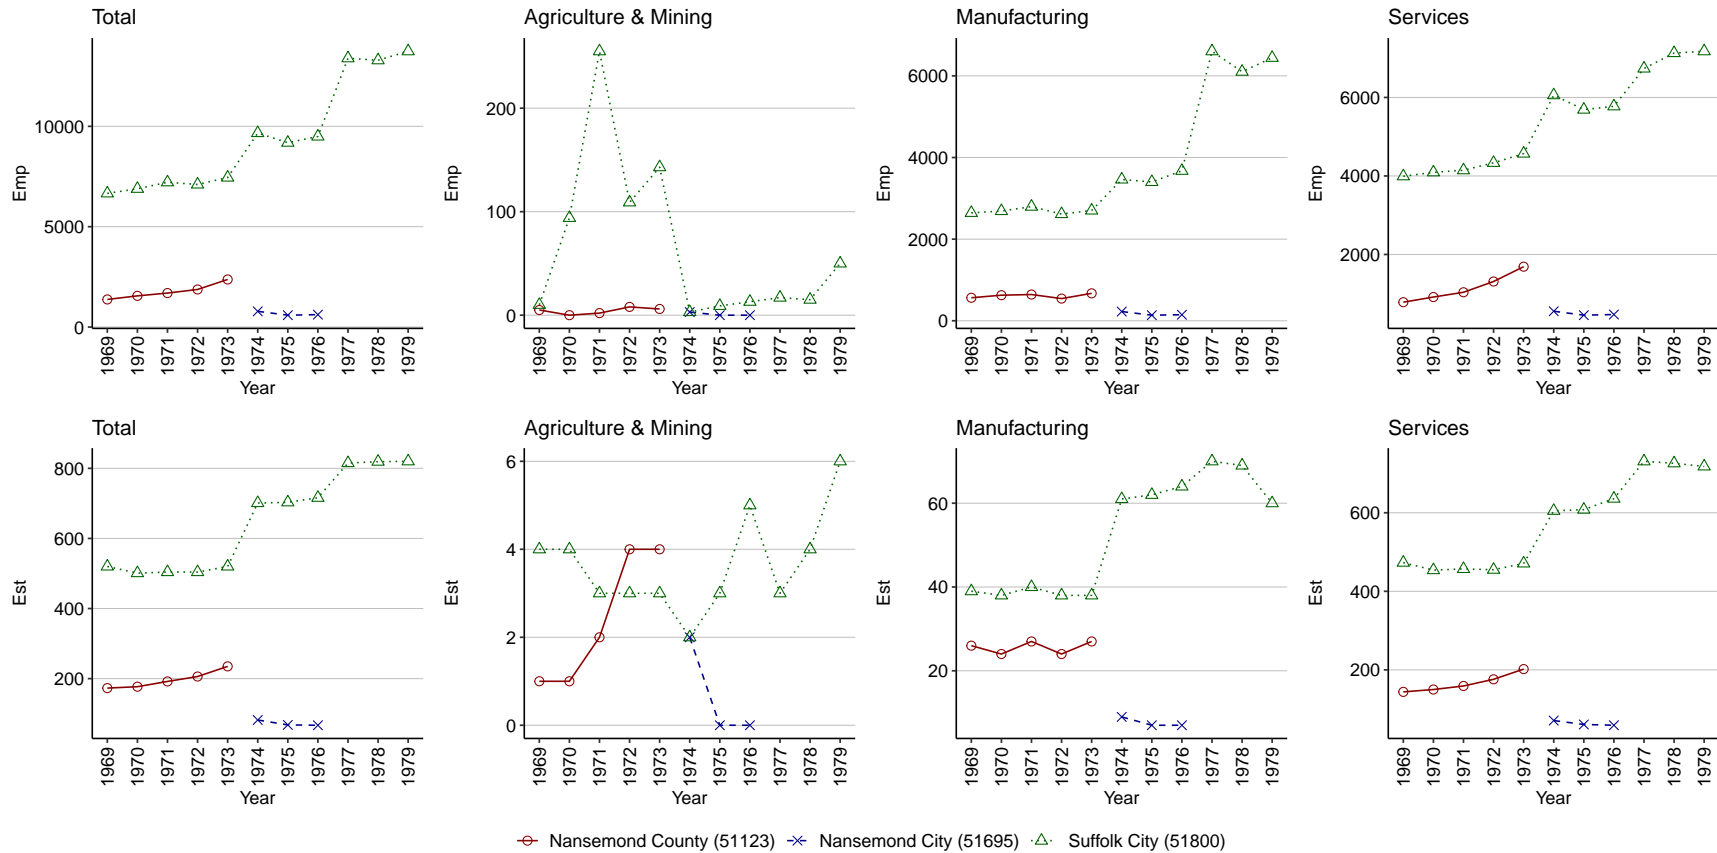 Total Agriculture & Mining Manufacturing Services
Emp
10000
5000
0
1969 1970 1971 1972 1973 1974 1975 1976 1977 1978 1979
Year
Emp
200
100
0
1969 1970 1971 1972 1973 1974 1975 1976 1977 1978 1979
Year
Emp
6000
4000
2000
0
1969 1970 1971 1972 1973 1974 1975 1976 1977 1978 1979
Year
Emp
6000
4000
2000
1969 1970 1971 1972 1973 1974 1975 1976 1977 1978 1979
Year
Total Agriculture & Mining Manufacturing Services
Est
800
600
400
200
1969 1970 1971 1972 1973 1974 1975 1976 1977 1978 1979
Year
Est
6
4
2
0
1969 1970 1971 1972 1973 1974 1975 1976 1977 1978 1979
Year
Est
60
40
20
1969 1970 1971 1972 1973 1974 1975 1976 1977 1978 1979
Year
Est
600
400
200
1969 1970 1971 1972 1973 1974 1975 1976 1977 1978 1979
Year
Nansemond County (51123) Nansemond City (51695) Suffolk City (51800)